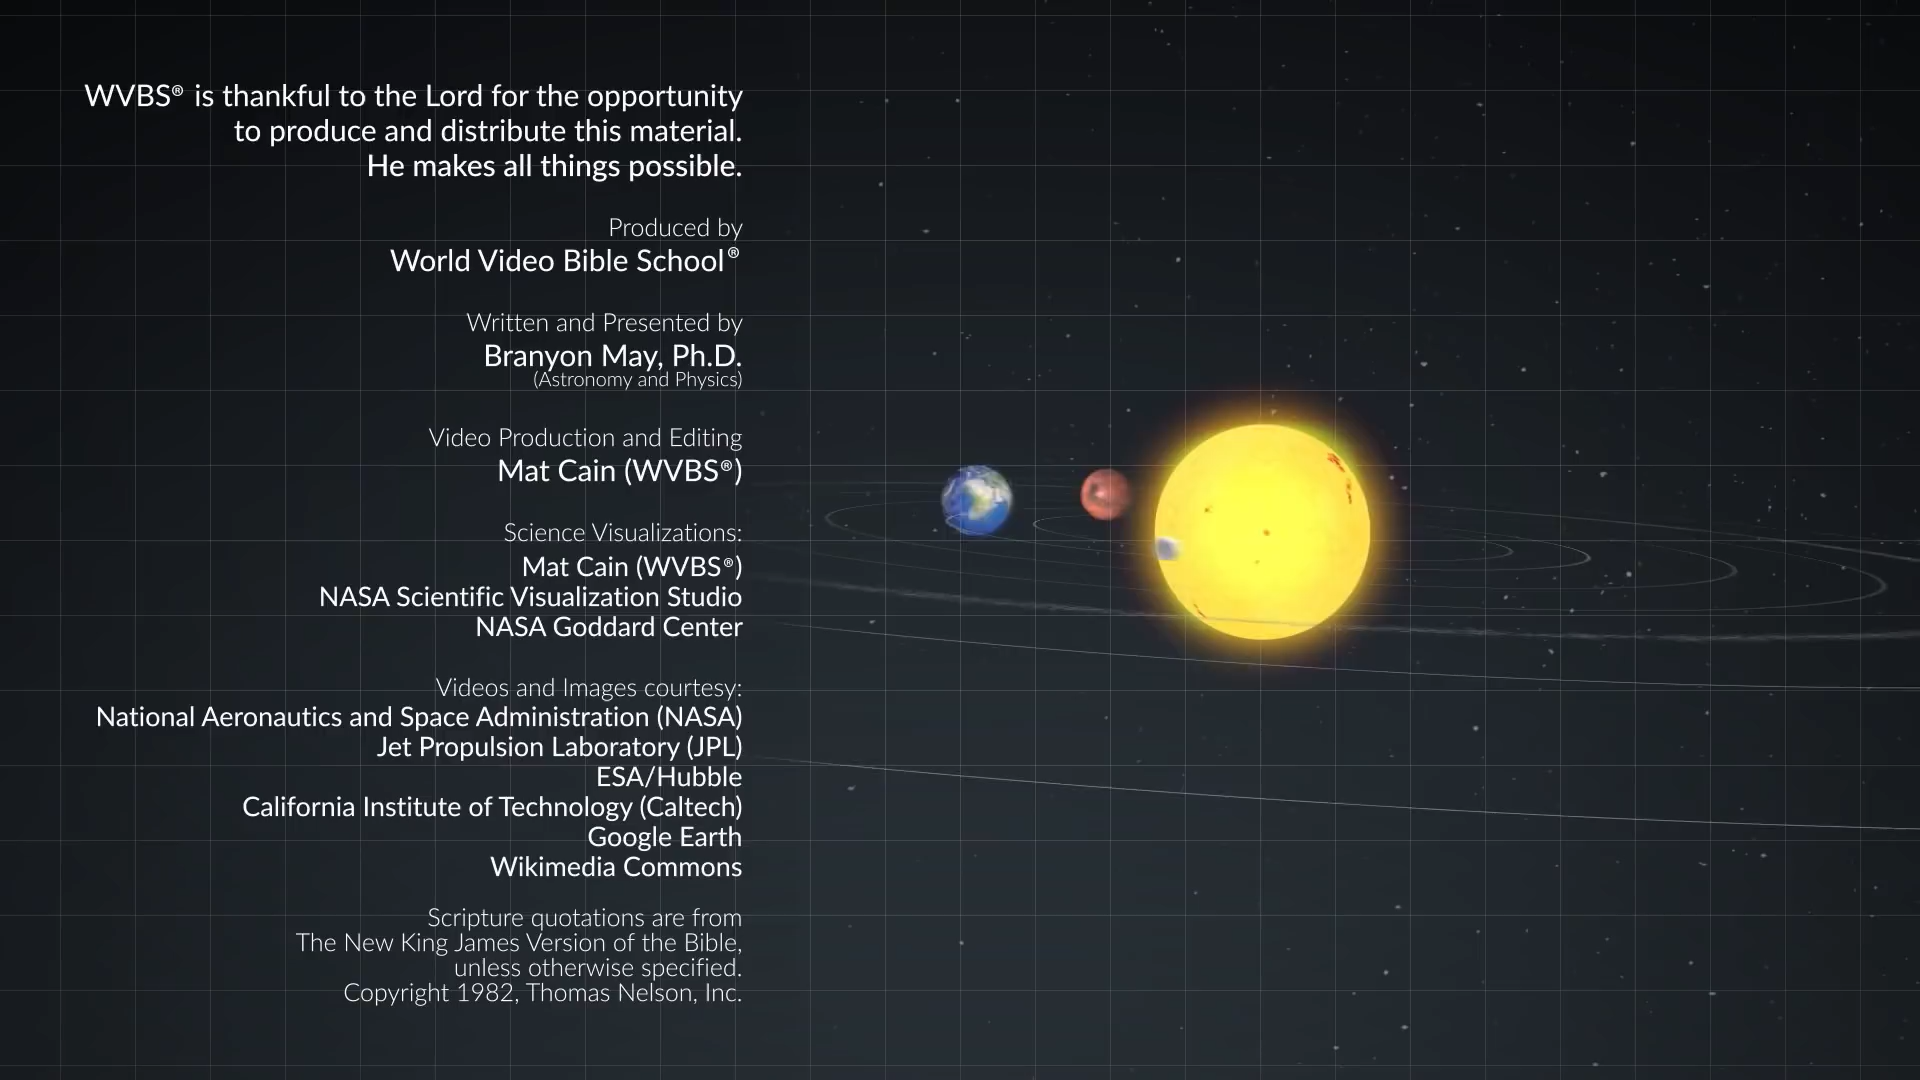 WVBS® is thankful to the Lord for the opportunity
to produce and distribute this material.
He makes all things possible.
Produced by
World Video Bible School®
Written and Presented by
Branyon May, Ph.D.
(Astronomy and Physics)
Video Production and Editing
Mat Cain (WVBS®)
Science Visualizations:
Mat Cain (WVBS®)
NASA Scientific Visualization Studio
NASA Goddard Center
Videos and Images courtesy:
National Aeronautics and Space Administration (NASA)
Jet Propulsion Laboratory (JPL)
ESA/Hubble
California Institute of Technology (Caltech)
Google Earth
Wikimedia Commons
Scripture quotations are from
The New King James Version of the Bible,
unless otherwise specified.
Copyright 1982, Thomas Nelson, Inc.